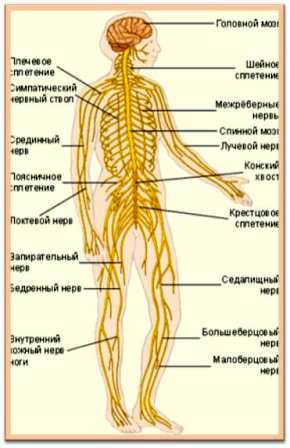 Головной мозг
Плечевое
сплетение
Шейное
сплетение
Симпатический
нервный ствол
Межрёберные
нервы
Спинной мозг
Срединный
нерв
Лучевой нерв
Конский
хвост
Поясничное
сплетение
Локтевой нерв
Крестцовое
сплетение
Запирательный
нерв
Бедренный нерв
Седалищный
нерв
Внутренний
кожный нерв
ноги
Большеберцовый
нерв
Малоберцовый
нерв